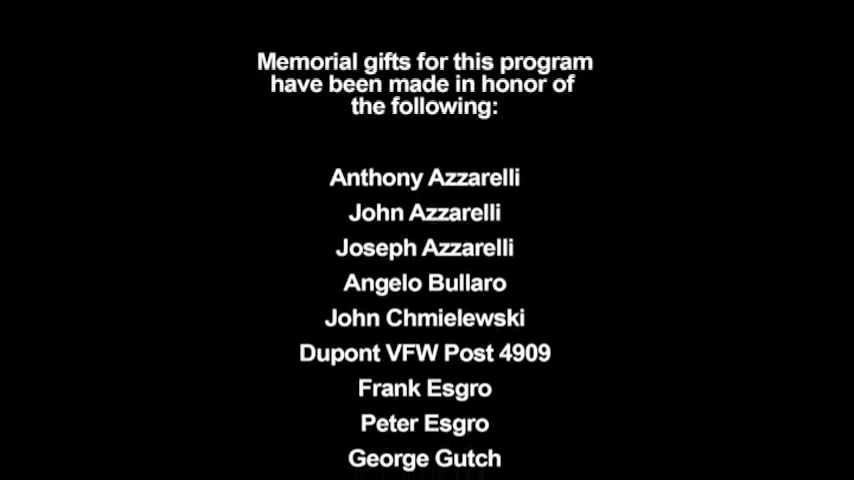 Memorial gifts for this program
have been made in honor of
the following:
Anthony Azzarelli
John Azzarelli
Joseph Azzarelli
Angelo Bullaro
John Chmielewski
Dupont VFW Post 4909
Frank Esgro
Peter Esgro
George Gutch